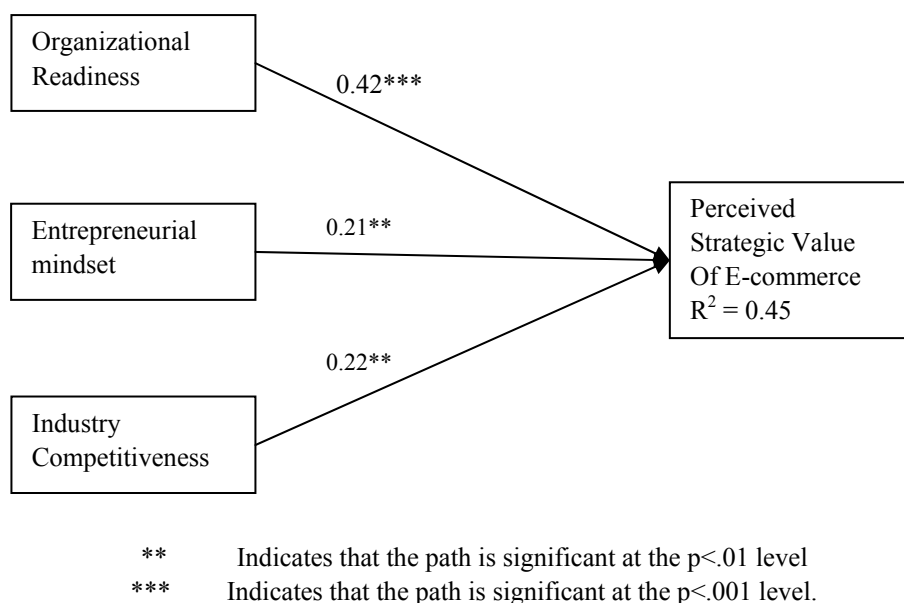 Organizational
Readiness
0.42***
Entrepreneurial
mindset
0.21**
Perceived
Strategic Value
Of E-commerce
R² = 0.45
0.22**
Industry
Competitiveness
** Indicates that the path is significant at the p<.01 level
*** Indicates that the path is significant at the p<.001 level.